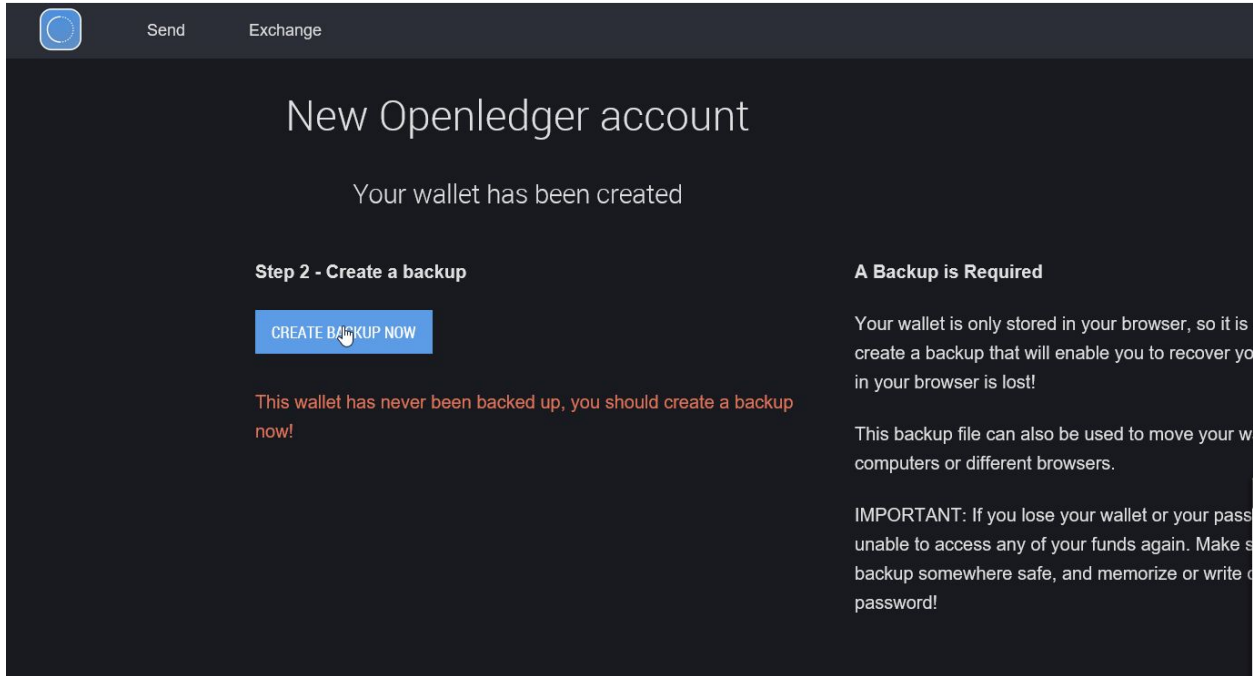 Send Exchange
New Openledger account
Your wallet has been created
Step 2 - Create a backup
CREATE BACKUP NOW
This wallet has never been backed up, you should create a backup
now!
A Backup is Required
Your wallet is only stored in your browser, so it is
create a backup that will enable you to recover yo
in your browser is lost!
This backup file can also be used to move your w
computers or different browsers.
IMPORTANT: If you lose your wallet or your pass
unable to access any of your funds again. Make s
backup somewhere safe, and memorize or write
password!